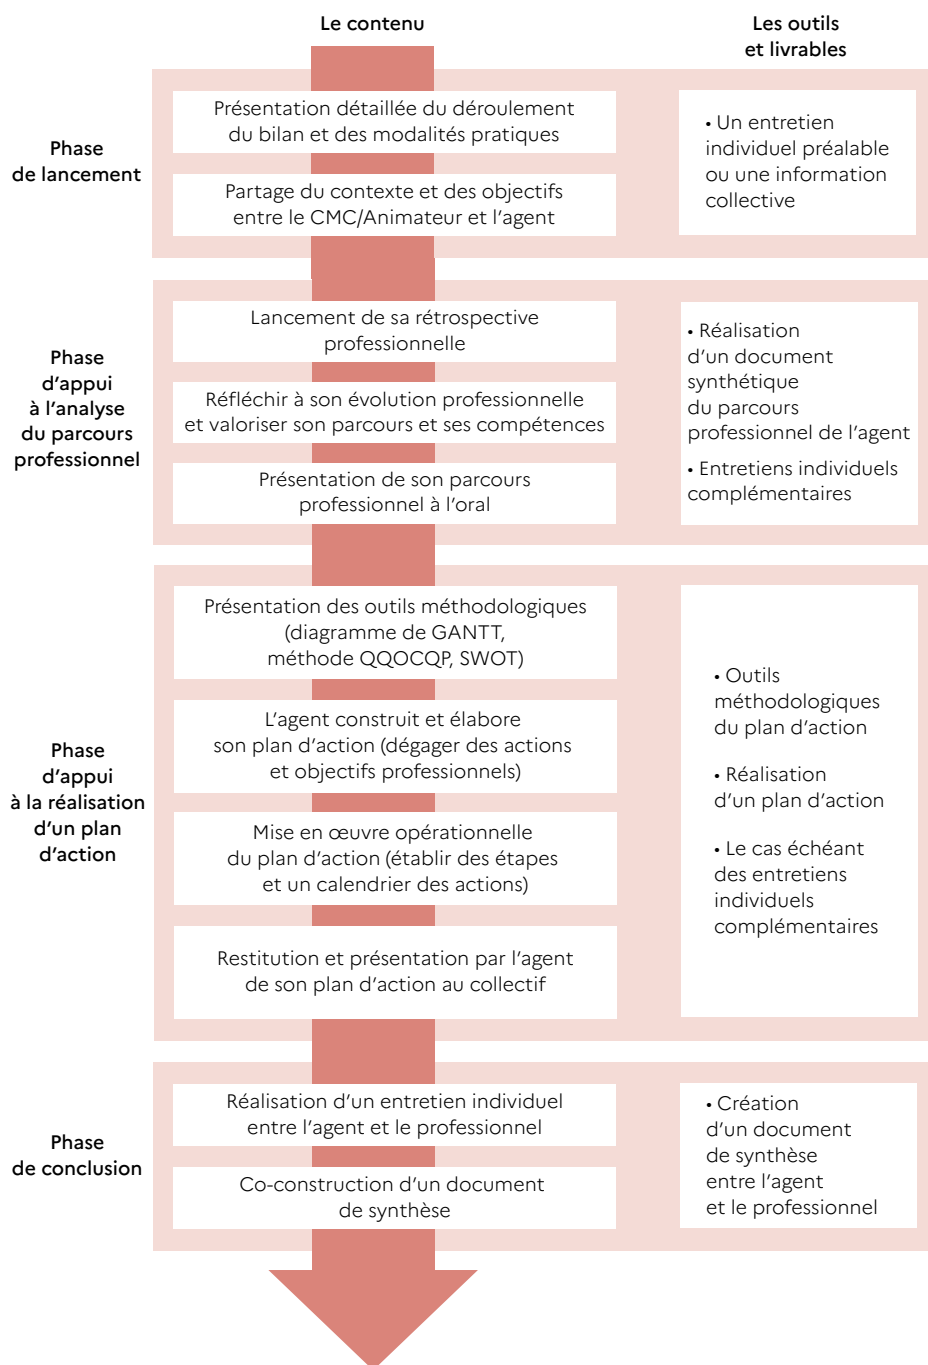 Le contenu
Les outils
et livrables
Phase
de lancement
Présentation détaillée du déroulement
du bilan et des modalités pratiques
Partage du contexte et des objectifs
entre le CMC/Animateur et l’agent
• Un entretien
individuel préalable
ou une information
collective
Phase
d’appui
à l’analyse
du parcours
professionnel
Lancement de sa rétrospective
professionnelle
Réfléchir à son évolution professionnelle
et valoriser son parcours et ses compétences
Présentation de son parcours
professionnel à l’oral
• Réalisation
d’un document
synthétique
du parcours
professionnel de l’agent
• Entretiens individuels
complémentaires
Phase
d’appui
à la réalisation
d’un plan
d’action
Présentation des outils méthodologiques
(diagramme de GANTT,
méthode QQOCQP, SWOT)
L’agent construit et élabore
son plan d’action (dégager des actions
et objectifs professionnels)
Mise en œuvre opérationnelle
du plan d’action (établir des étapes
et un calendrier des actions)
Restitution et présentation par l’agent
de son plan d’action au collectif
• Outils
méthodologiques
du plan d’action
• Réalisation
d’un plan d’action
• Le cas échéant
des entretiens
individuels
complémentaires
Phase
de conclusion
Réalisation d’un entretien individuel
entre l’agent et le professionnel
Co-construction d’un document
de synthèse
• Création
d’un document
de synthèse
entre l’agent
et le professionnel